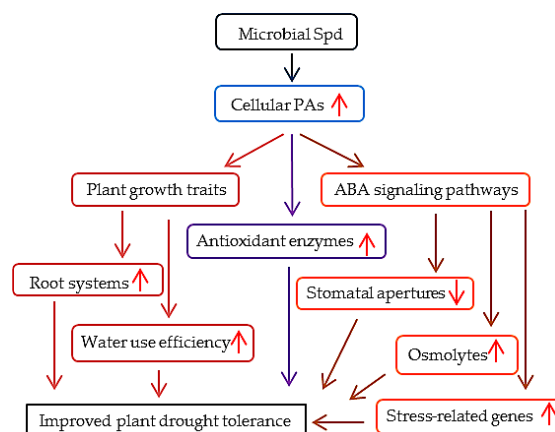 Microbial Spd
Cellular PAs
Plant growth traits
ABA signaling pathways
Antioxidant enzymes
Root systems
Stomatal apertures
Water use efficiency
Osmolytes
Improved plant drought tolerance
Stress-related genes